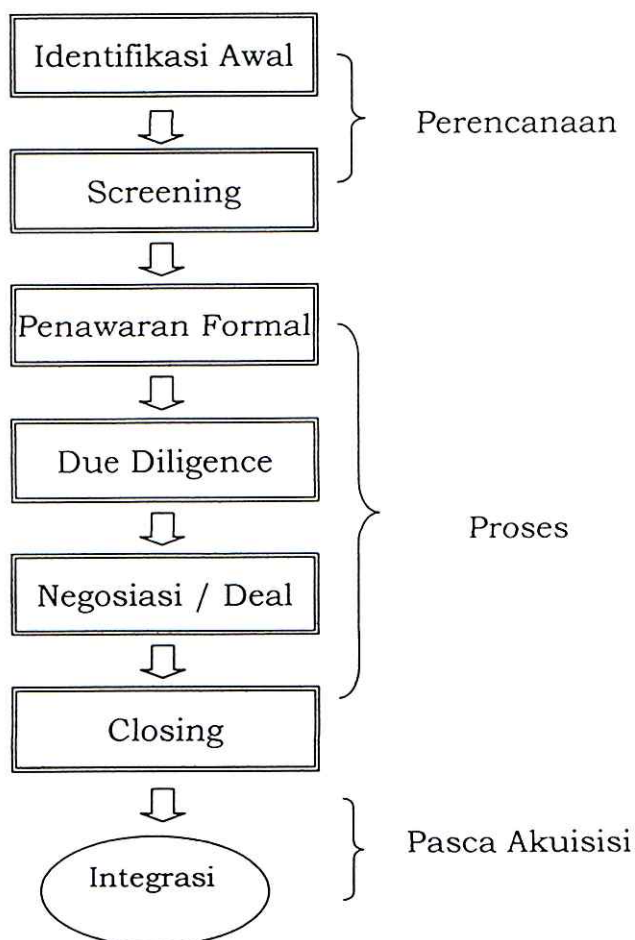 Identifikasi Awal
Perencanaan
Screening
Penawaran Formal
Due Diligence
Proses
Negosiasi / Deal
Closing
Pasca Akuisisi
Integrasi